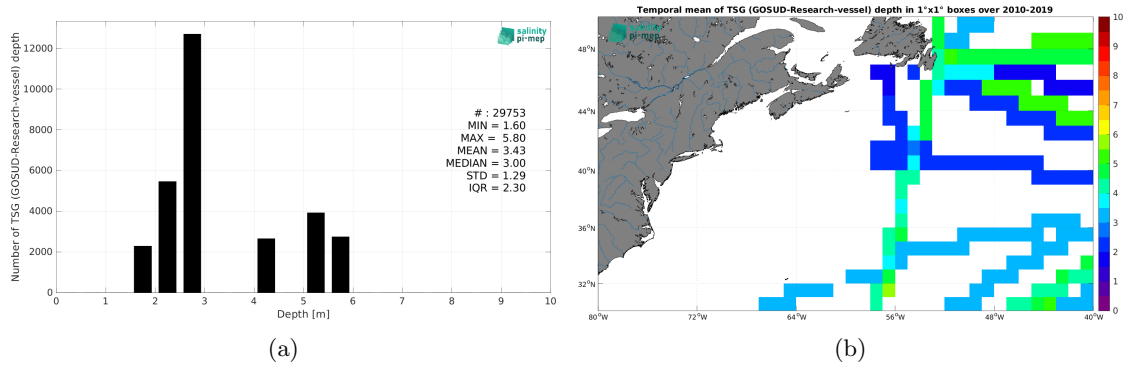 12000
10000
8000
6000
4000
2000
0
Number of TSG (GOSUD-Research-vessel) depth
salinity
pi-mep
# : 29753
MIN = 1.60
MAX = 5.80
MEAN = 3.43
MEDIAN = 3.00
STD = 1.29
IQR = 2.30
0 1 2 3 4 5 6 7 8 9 10
Depth [m]
(a)
Temporal mean of TSG (GOSUD-Research-vessel) depth in 1°x1° boxes over 2010-2019
salinity
pi-mep
48°N
44°N
40°N
36°N
32°N
80°W 72°W 64°W 56°W 48°W 40°W
10
9
8
7
6
5
4
3
2
1
0
(b)